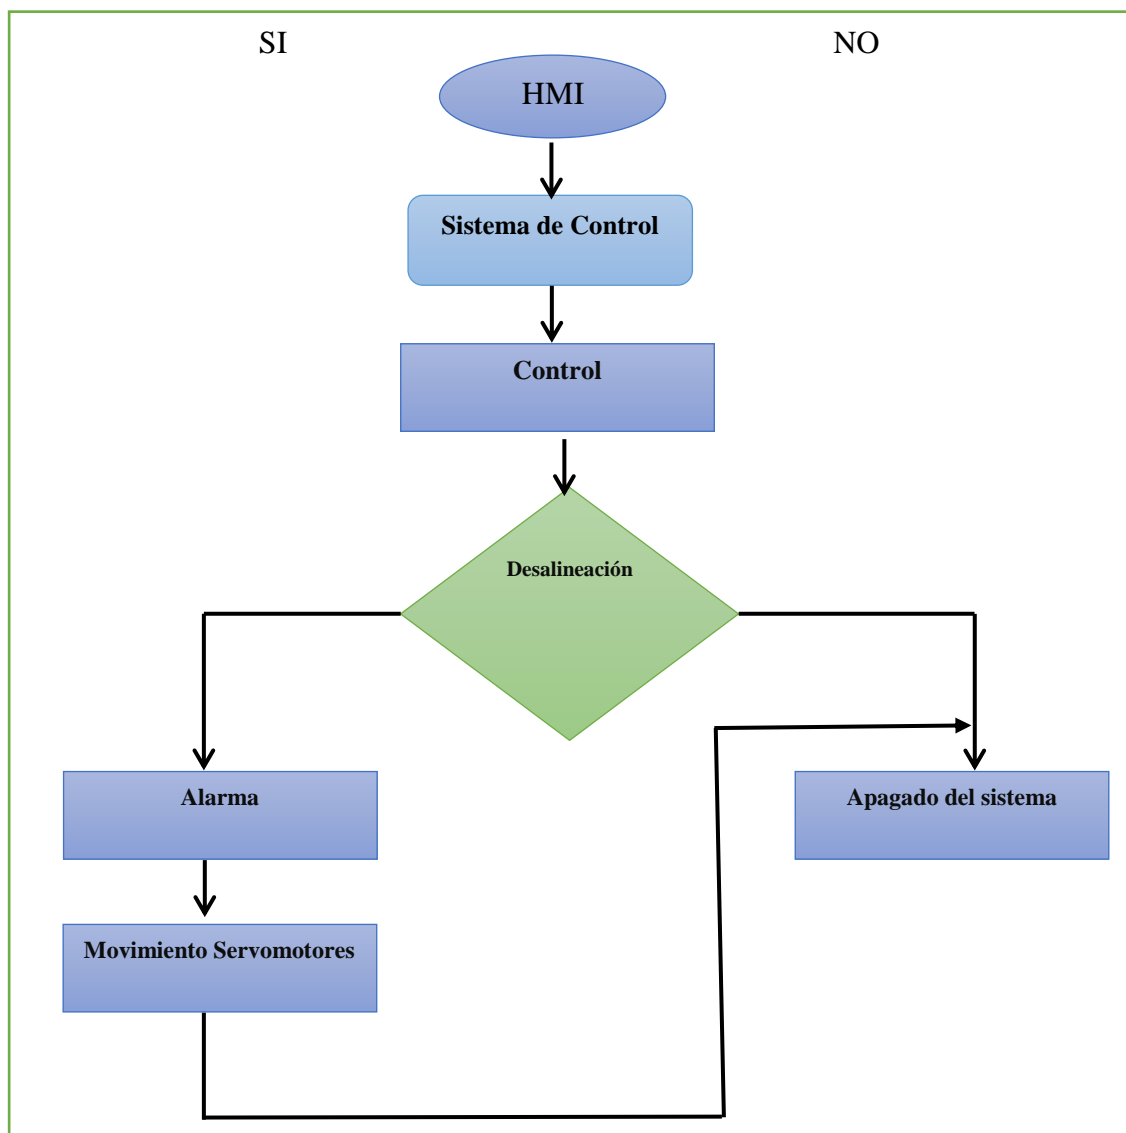 SI
NO
HMI
Sistema de Control
Control
Desalineación
Alarma
Apagado del sistema
Movimiento Servomotores